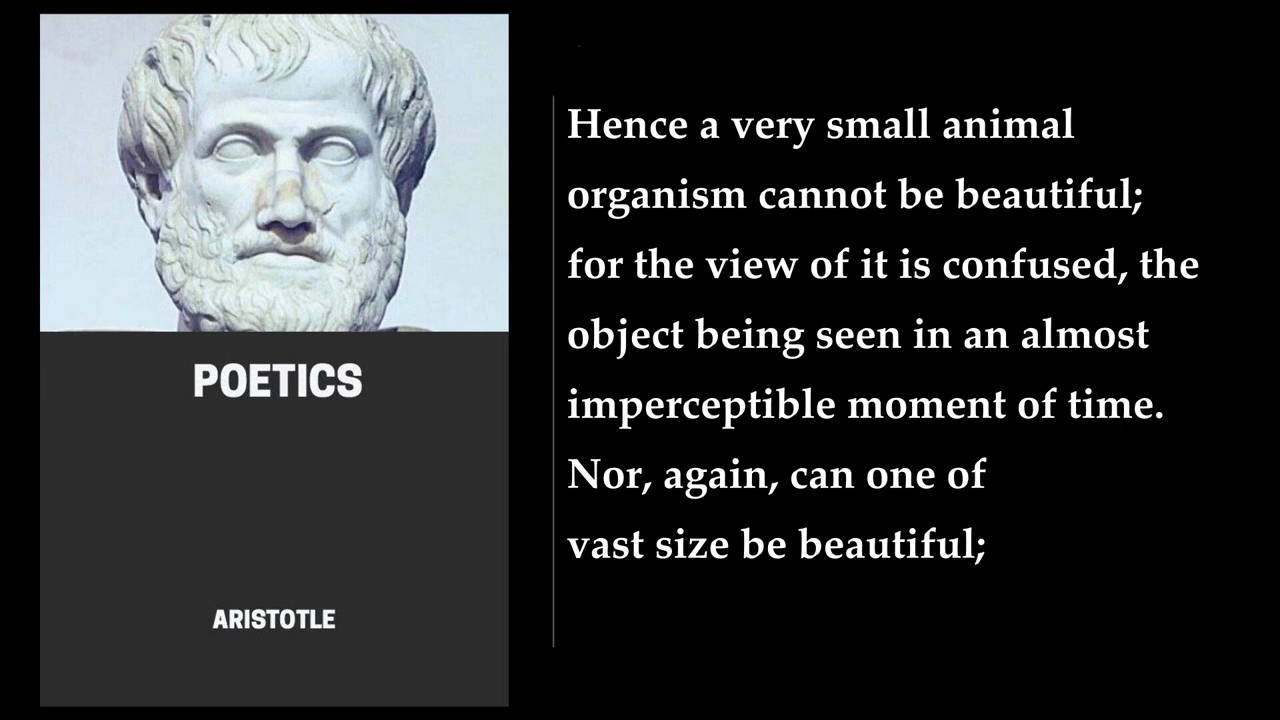 POETICS
ARISTOTLE
Hence a very small animal
organism cannot be beautiful;
for the view of it is confused, the
object being seen in an almost
imperceptible moment of time.
Nor, again, can one of
vast size be beautiful;